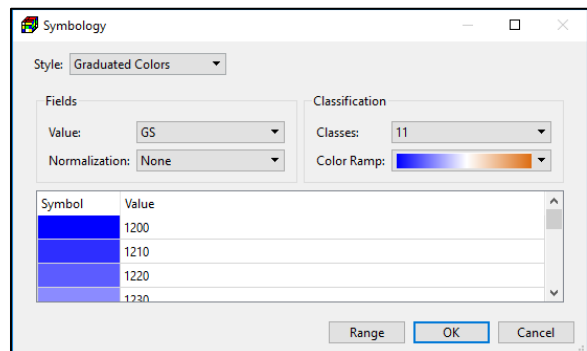 Symbology
Style: Graduated Colors
Fields
Value: GS
Normalization: None
Classification
Classes: 11
Color Ramp:
Symbol Value
1200
1210
1220
1230
Range OK Cancel